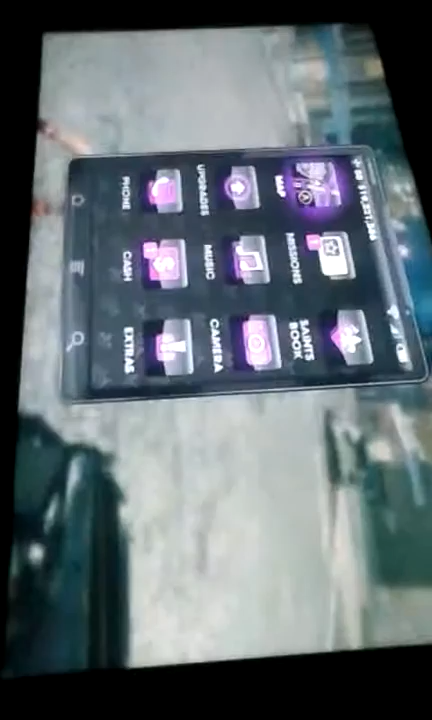 MAP
MISSIONS
SAINTS
BOOK
UPGRADES
MUSIC
CAMERA
PHONE
CASH
EXTRAS